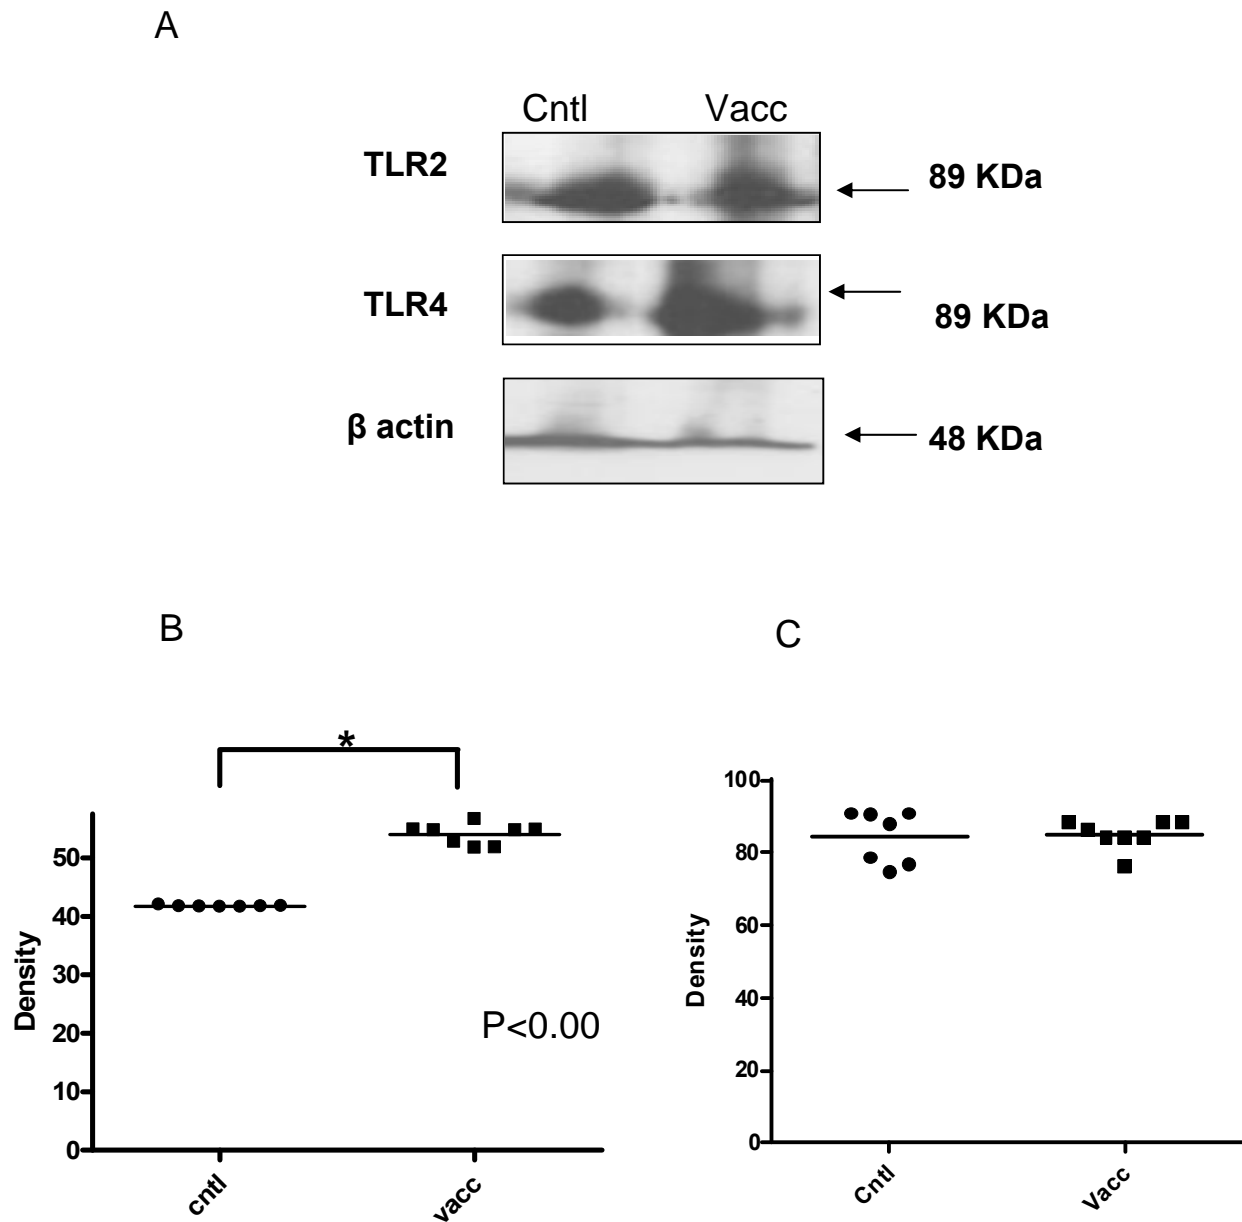 A
Cntl Vacc
TLR2
89 KDa
TLR4
89 KDa
β actin
48 KDa
B
C
*
Density
50
40
30
20
10
0
P<0.00
cntl
vacc
Density
100
80
60
40
20
0
Cntl
Vacc